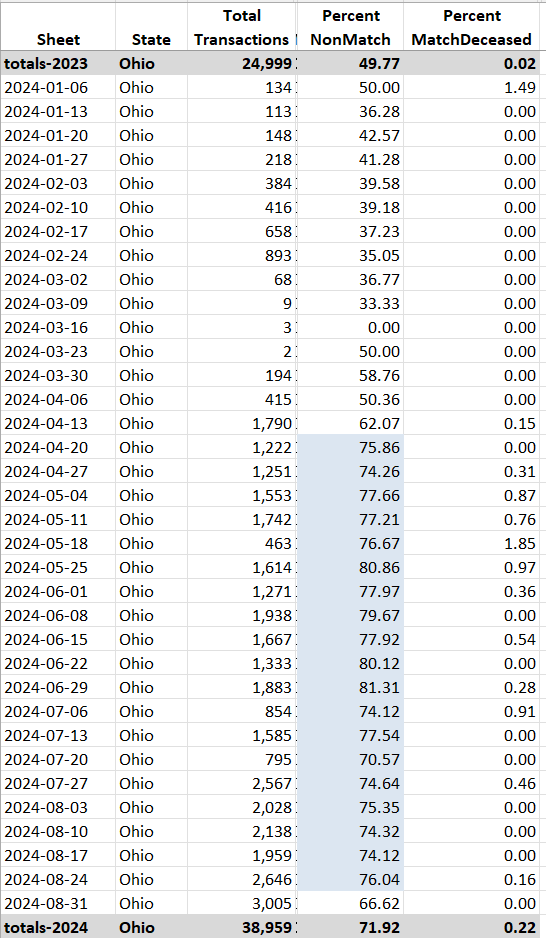 Total Percent Percent
Sheet State Transactions NonMatch MatchDeceased
totals-2023 Ohio 24,999 49.77 0.02
2024-01-06 Ohio 134 50.00 1.49
2024-01-13 Ohio 113 36.28 0.00
2024-01-20 Ohio 148 42.57 0.00
2024-01-27 Ohio 218 41.28 0.00
2024-02-03 Ohio 384 39.58 0.00
2024-02-10 Ohio 416 39.18 0.00
2024-02-17 Ohio 658 37.23 0.00
2024-02-24 Ohio 893 35.05 0.00
2024-03-02 Ohio 68 36.77 0.00
2024-03-09 Ohio 9 33.33 0.00
2024-03-16 Ohio 3 0.00 0.00
2024-03-23 Ohio 2 50.00 0.00
2024-03-30 Ohio 194 58.76 0.00
2024-04-06 Ohio 415 50.36 0.00
2024-04-13 Ohio 1,790 62.07 0.15
2024-04-20 Ohio 1,222 75.86 0.00
2024-04-27 Ohio 1,251 74.26 0.31
2024-05-04 Ohio 1,553 77.66 0.87
2024-05-11 Ohio 1,742 77.21 0.76
2024-05-18 Ohio 463 76.67 1.85
2024-05-25 Ohio 1,614 80.86 0.97
2024-06-01 Ohio 1,271 77.97 0.36
2024-06-08 Ohio 1,938 79.67 0.00
2024-06-15 Ohio 1,667 77.92 0.54
2024-06-22 Ohio 1,333 80.12 0.00
2024-06-29 Ohio 1,883 81.31 0.28
2024-07-06 Ohio 854 74.12 0.91
2024-07-13 Ohio 1,585 77.54 0.00
2024-07-20 Ohio 795 70.57 0.00
2024-07-27 Ohio 2,567 74.64 0.46
2024-08-03 Ohio 2,028 75.35 0.00
2024-08-10 Ohio 2,138 74.32 0.00
2024-08-17 Ohio 1,959 74.12 0.00
2024-08-24 Ohio 2,646 76.04 0.16
2024-08-31 Ohio 3,005 66.62 0.00
totals-2024 Ohio 38,959 71.92 0.22